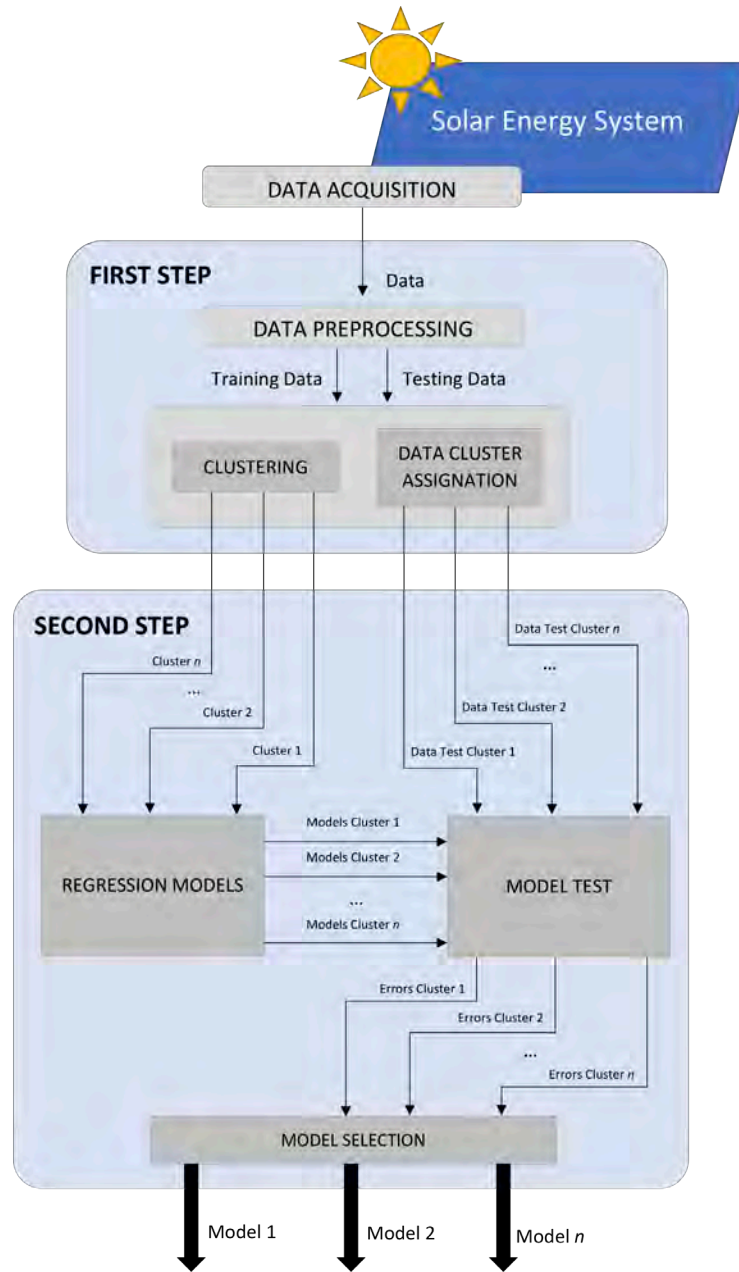 Solar Energy System
DATA ACQUISITION
FIRST STEP
Data
DATA PREPROCESSING
Training Data
Testing Data
CLUSTERING
DATA CLUSTER
ASSIGNATION
SECOND STEP
Data Test Cluster n
...
Cluster n
...
Cluster 2
Data Test Cluster 2
Cluster 1
Data Test Cluster 1
Models Cluster 1
Models Cluster 2
...
Models Cluster n
REGRESSION MODELS
MODEL TEST
Errors Cluster 1
Errors Cluster 2
...
Errors Cluster n
MODEL SELECTION
Model 1
Model 2
Model n